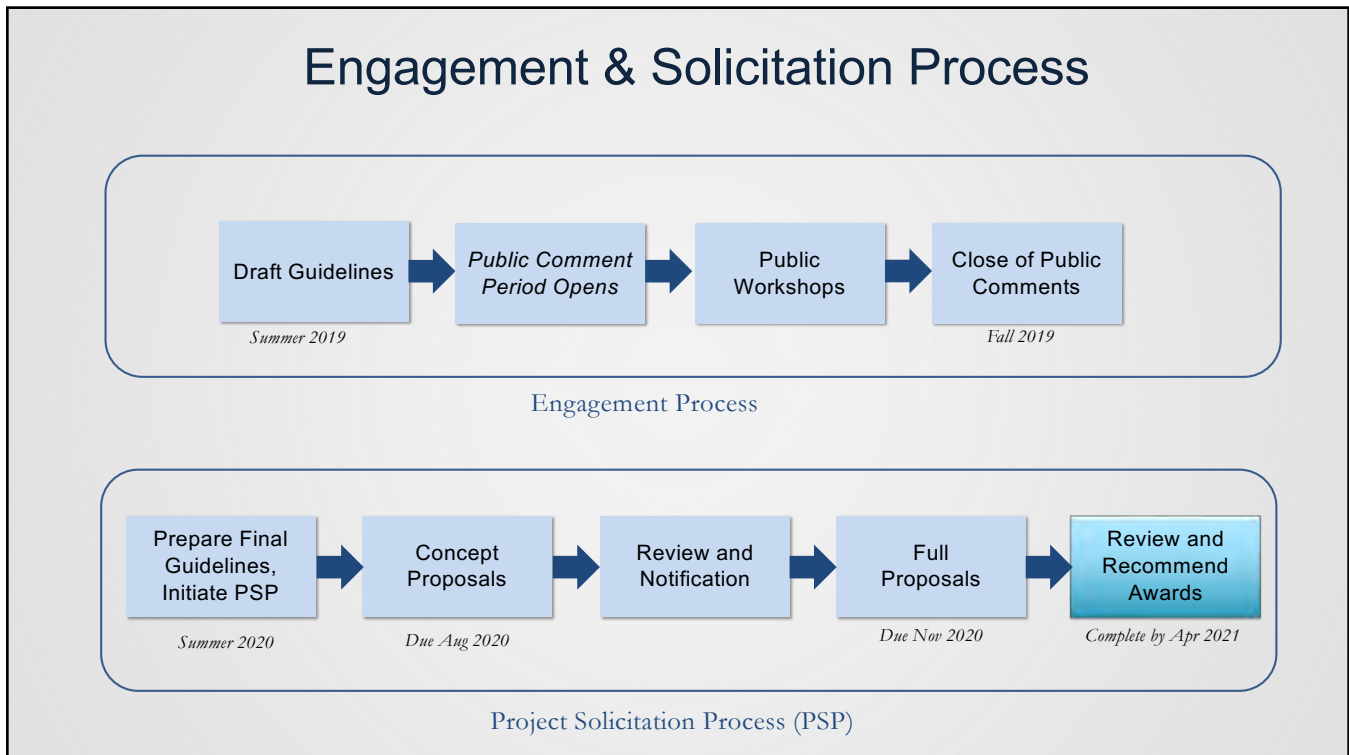 Engagement & Solicitation Process
Draft Guidelines
Summer 2019
Public Comment
Period Opens
Public
Workshops
Close of Public
Comments
Fall 2019
Engagement Process
Prepare Final
Guidelines,
Initiate PSP
Summer 2020
Concept
Proposals
Due Aug 2020
Review and
Notification
Full
Proposals
Due Nov 2020
Review and
Recommend
Awards
Complete by Apr 2021
Project Solicitation Process (PSP)